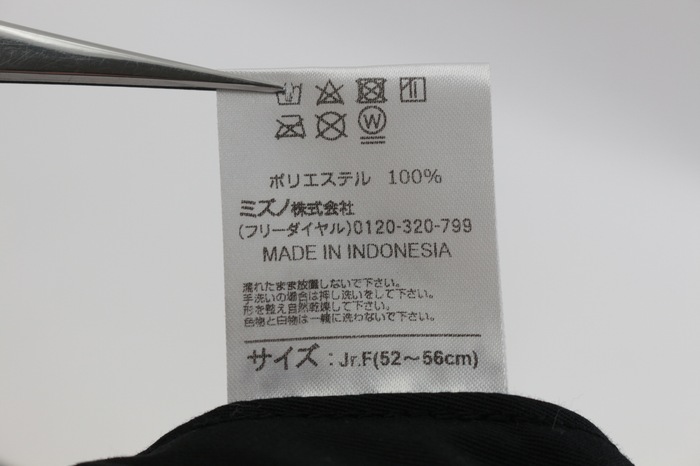 W
ポリエステル 100%
ミズノ株式会社
(フリーダイヤル)0120-320-799
MADE IN INDONESIA
濡れたまま放置しないで下さい。
手洗いの場合は押し洗いをして下さい。
形を整え自然乾燥して下さい。
色物と白物は一緒に洗わないで下さい。
サイズ：Jr.F(52～56cm)